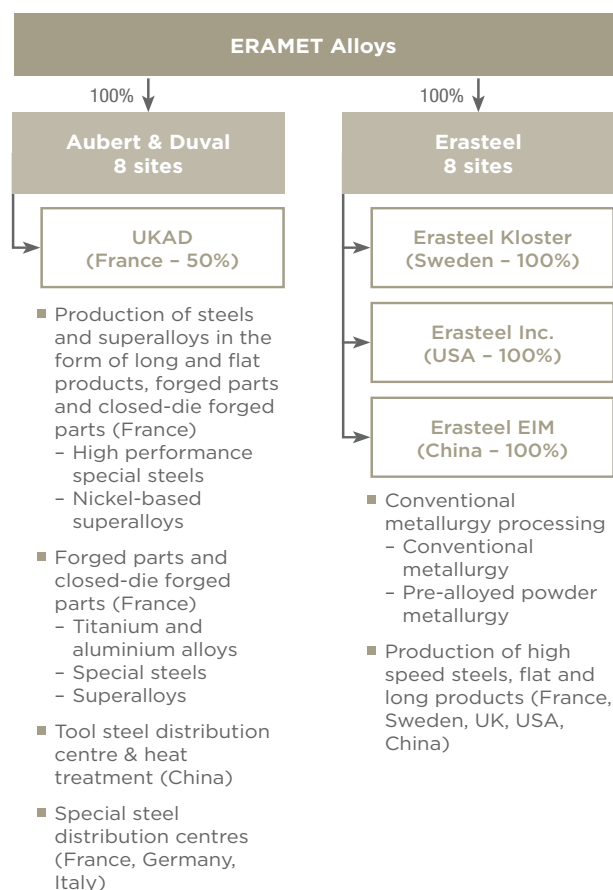 ERAMET Alloys
100%
100%
Aubert & Duval
8 sites
UKAD
(France – 50%)
■ Production of steels
and superalloys in the
form of long and flat
products, forged parts
and closed-die forged
parts (France)
– High performance
special steels
– Nickel-based
superalloys
■ Forged parts and
closed-die forged
parts (France)
– Titanium and
aluminium alloys
– Special steels
– Superalloys
■ Tool steel distribution
centre & heat
treatment (China)
■ Special steel
distribution centres
(France, Germany,
Italy)
Erasteel
8 sites
Erasteel Kloster
(Sweden – 100%)
Erasteel Inc.
(USA – 100%)
Erasteel EIM
(China – 100%)
■ Conventional
metallurgy processing
– Conventional
metallurgy
– Pre-alloyed powder
metallurgy
■ Production of high
speed steels, flat and
long products (France,
Sweden, UK, USA,
China)